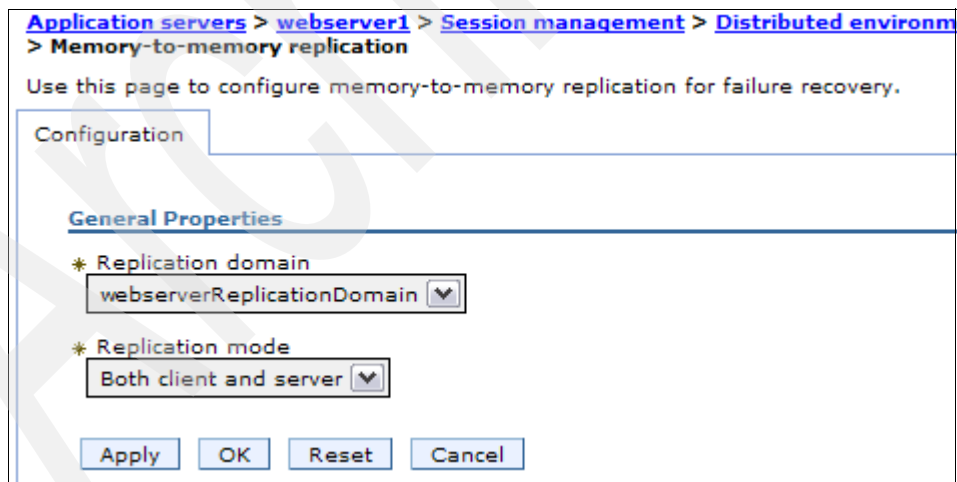 Application servers > webserver1 > Session management > Distributed environm
> Memory-to-memory replication
Use this page to configure memory-to-memory replication for failure recovery.
Configuration
General Properties
* Replication domain
webserverReplicationDomain
* Replication mode
Both client and server
Apply OK Reset Cancel